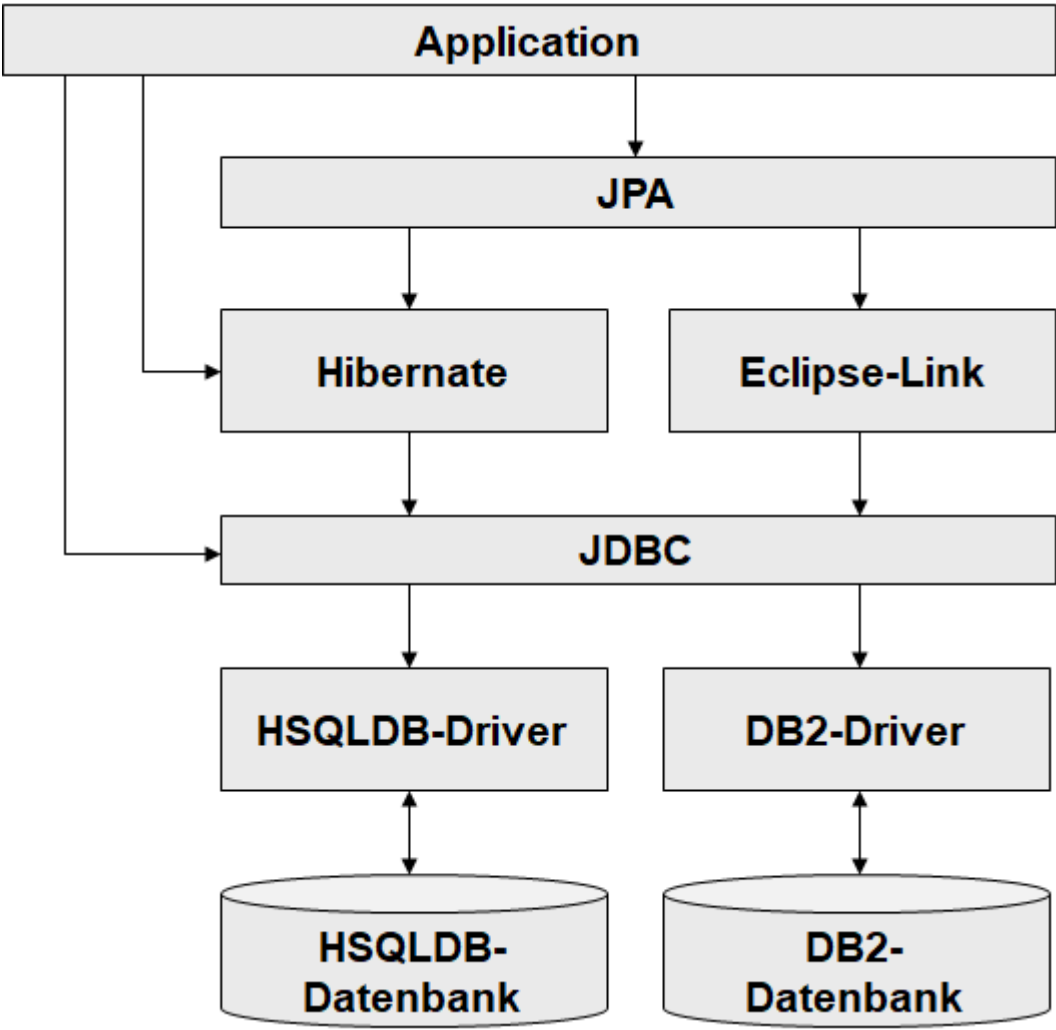 Application
JPA
Hibernate
Eclipse-Link
JDBC
HSQLDB-Driver
DB2-Driver
HSQLDB-
Datenbank
DB2-
Datenbank